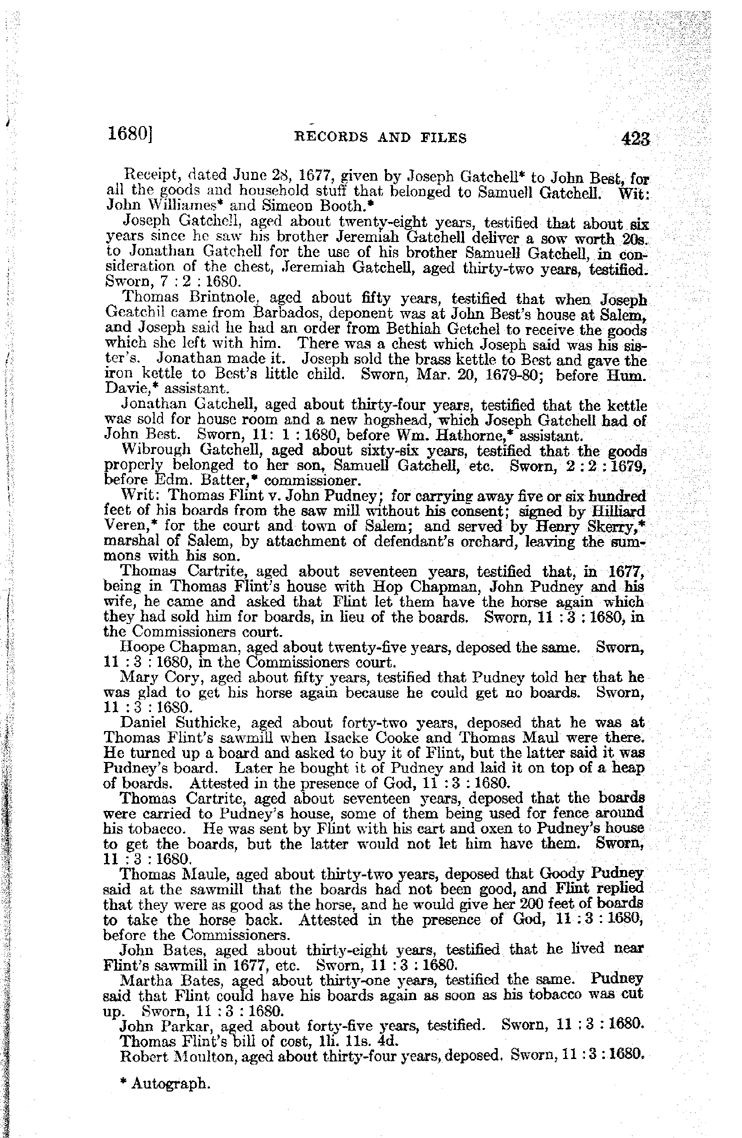 1680] RECORDS AND FILES 423
Receipt, dated June 28, 1677, given by Joseph Gatchell* to John Best, for
all the goods and household stuff that belonged to Samuell Gatchell. Wit:
John Williames* and Simeon Booth.*
Joseph Gatchell, aged about twenty-eight years, testified that about six
years since he saw his brother Jeremiah Gatchell deliver a sow worth 20s.
to Jonathan Gatchell for the use of his brother Samuell Gatchell, in con-
sideration of the chest, Jeremiah Gatchell, aged thirty-two years, testified.
Sworn, 7 : 2 : 1680.
Thomas Brintnole, aged about fifty years, testified that when Joseph
Geatchil came from Barbados, deponent was at John Best's house at Salem,
and Joseph said he had an order from Bethiah Getchel to receive the goods
which she left with him. There was a chest which Joseph said was his sis-
ter's. Jonathan made it. Joseph sold the brass kettle to Best and gave the
iron kettle to Best's little child. Sworn, Mar. 20, 1679-80; before Hum.
Davie,* assistant.
Jonathan Gatchell, aged about thirty-four years, testified that the kettle
was sold for house room and a new hogshead, which Joseph Gatchell had of
John Best. Sworn, 11: 1 : 1680, before Wm. Hathorne,* assistant.
Wibrough Gatchell, aged about sixty-six years, testified that the goods
properly belonged to her son, Samuell Gatchell, etc. Sworn, 2 : 2 : 1679,
before Edm. Batter,* commissioner.
Writ: Thomas Flint v. John Pudney; for carrying away five or six hundred
feet of his boards from the saw mill without his consent; signed by Hilliard
Veren,* for the court and town of Salem; and served by Henry Skerry,*
marshal of Salem, by attachment of defendant's orchard, leaving the sum-
mons with his son.
Thomas Cartrite, aged about seventeen years, testified that, in 1677,
being in Thomas Flint's house with Hop Chapman, John Pudney and his
wife, he came and asked that Flint let them have the horse again which
they had sold him for boards, in lieu of the boards. Sworn, 11 : 3 : 1680, in
the Commissioners court.
Hoope Chapman, aged about twenty-five years, deposed the same. Sworn,
11 : 3 : 1680, in the Commissioners court.
Mary Cory, aged about fifty years, testified that Pudney told her that he
was glad to get his horse again because he could get no boards. Sworn,
11 : 3 : 1680.
Daniel Suthicke, aged about forty-two years, deposed that he was at
Thomas Flint's sawmill when Isacke Cooke and Thomas Maul were there.
He turned up a board and asked to buy it of Flint, but the latter said it was
Pudney's board. Later he bought it of Pudney and laid it on top of a heap
of boards. Attested in the presence of God, 11 : 3 : 1680.
Thomas Cartrite, aged about seventeen years, deposed that the boards
were carried to Pudney's house, some of them being used for fence around
his tobacco. He was sent by Flint with his cart and oxen to Pudney's house
to get the boards, but the latter would not let him have them. Sworn,
11 : 3 : 1680.
Thomas Maule, aged about thirty-two years, deposed that Goody Pudney
said at the sawmill that the boards had not been good, and Flint replied
that they were as good as the horse, and he would give her 200 feet of boards
to take the horse back. Attested in the presence of God, 11 : 3 : 1680,
before the Commissioners.
John Bates, aged about thirty-eight years, testified that he lived near
Flint's sawmill in 1677, etc. Sworn, 11 : 3 : 1680.
Martha Bates, aged about thirty-one years, testified the same. Pudney
said that Flint could have his boards again as soon as his tobacco was cut
up. Sworn, 11 : 3 : 1680.
John Parkar, aged about forty-five years, testified. Sworn, 11 : 3 : 1680.
Thomas Flint's bill of cost, 1li. 11s. 4d.
Robert Moulton, aged about thirty-four years, deposed. Sworn, 11 : 3 : 1680.
* Autograph.